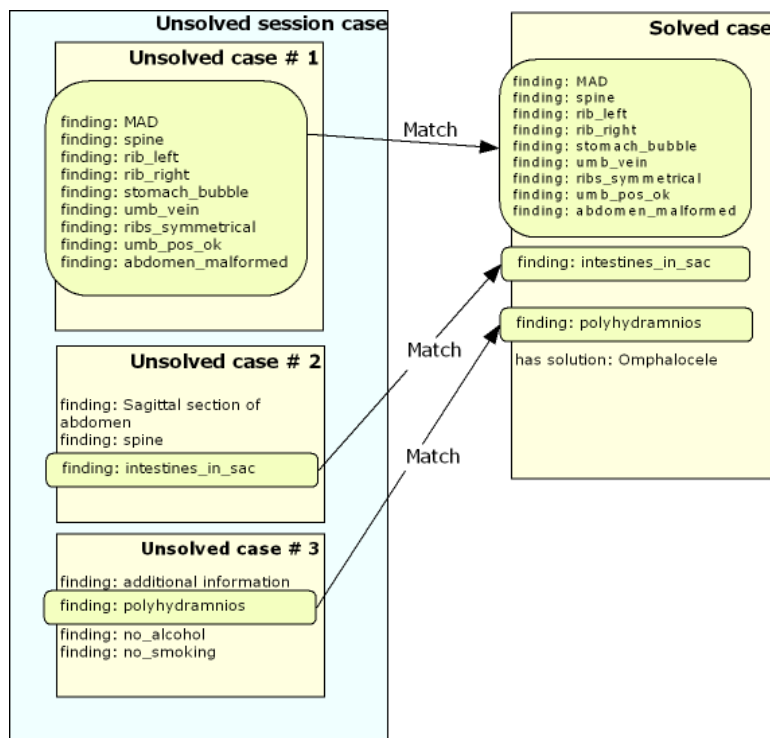 Unsolved session case
Unsolved case # 1
finding: MAD
finding: spine
finding: rib_left
finding: rib_right
finding: stomach_bubble
finding: umb_vein
finding: ribs_symmetrical
finding: umb_pos_ok
finding: abdomen_malformed
Unsolved case # 2
finding: Sagittal section of
abdomen
finding: spine
finding: intestines_in_sac
Unsolved case # 3
finding: additional information
finding: polyhydramnios
finding: no_alcohol
finding: no_smoking
Match
Match
Match
Solved case
finding: MAD
finding: spine
finding: rib_left
finding: rib_right
finding: stomach_bubble
finding: umb_vein
finding: ribs_symmetrical
finding: umb_pos_ok
finding: abdomen_malformed
finding: intestines_in_sac
finding: polyhydramnios
has solution: Omphalocele